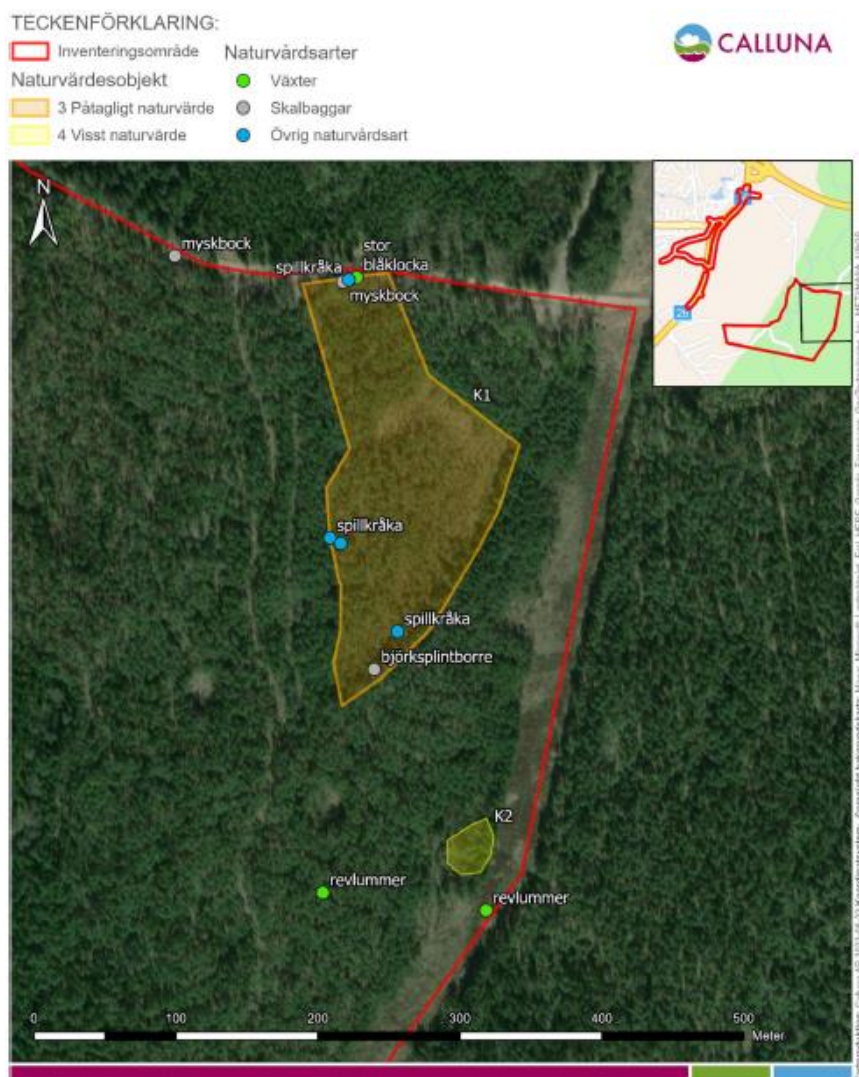 TECKENFÖRKLARING:
Inventeringsområde
Naturvärdesobjekt
3 Påtagligt naturvärde
4 Visst naturvärde
Naturvårdsarter
Växter
Skalbaggar
Övrig naturvårdsart
CALLUNA
N
myskbock
spillkråka
stor
blåklocka
myskbock
K1
spillkråka
spillkråka
björksplintborre
K2
revlummer
revlummer
0 100 200 300 400 500
Meter